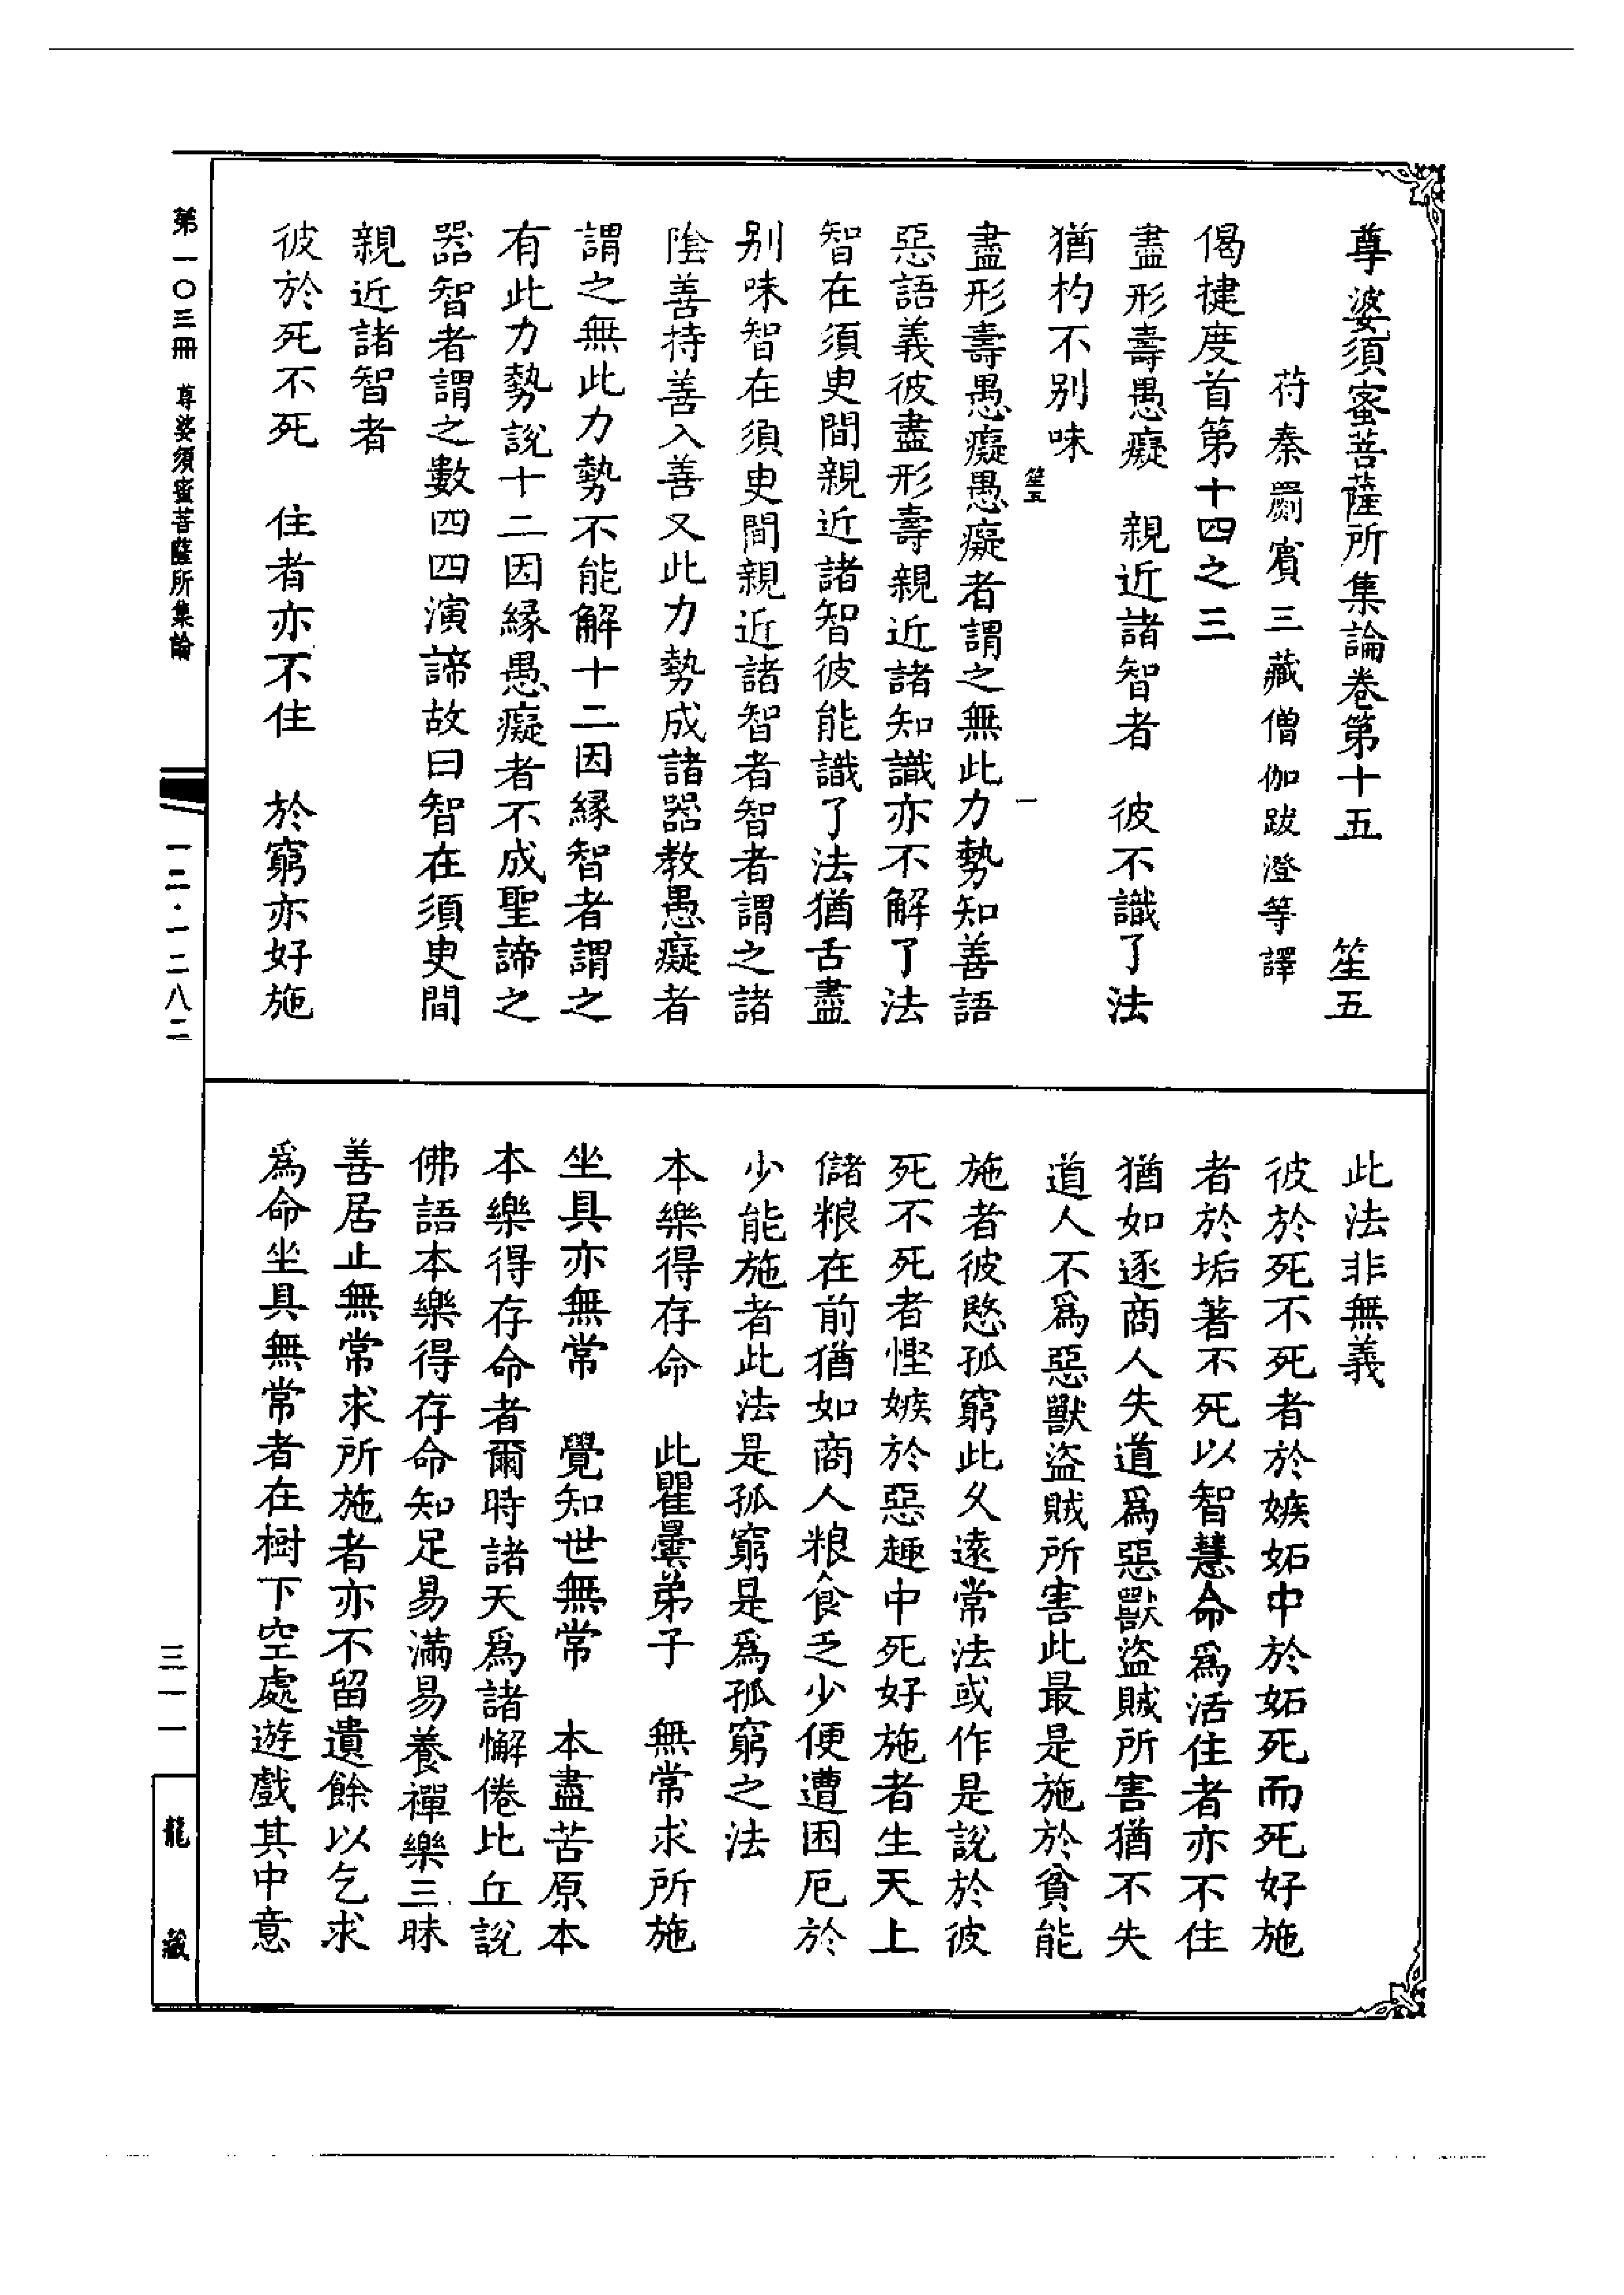 尊婆須蜜菩薩所集論卷第十五　笙五
苻秦罽賓三藏僧伽跋澄等譯
偈揵度首第十四之三
盡形壽愚癡　親近諸智者　彼不識了法
猶杓不別味
笙五　一
盡形壽愚癡愚癡者謂之無此力勢知善語
惡語義彼盡形壽親近諸知識亦不解了法
智在須臾間親近諸智彼能識了法猶舌盡
別味智在須臾間親近諸智者智者謂之諸
陰善持善入善又此力勢成諸器教愚癡者
謂之無此力勢不能解十二因緣智者謂之
有此力勢說十二因緣愚癡者不成聖諦之
器智者謂之數四四演諦故曰智在須臾間
親近諸智者
彼於死不死　住者亦不住　於窮亦好施
此法非無義
彼於死不死者於嫉妬中於妬死而死好施
者於垢著不死以智慧命為活住者亦不住
猶如逐商人失道為惡獸盜賊所害猶不失
道人不為惡獸盜賊所害此最是施於貧能
施者彼愍孤窮此久遠常法或作是說於彼
死不死者慳嫉於惡趣中死好施者生天上
儲粮在前猶如商人粮食乏少便遭困厄於
少能施者此法是孤窮是為孤窮之法
本樂得存命　此瞿曇弟子　無常求所施
坐具亦無常　覺知世無常　本盡苦原本
本樂得存命者爾時諸天為諸懈倦比丘說
佛語本樂得存命知足易滿易養禪樂三昧
善居止無常求所施者亦不留遺餘以乞求
為命坐具無常者在樹下空處遊戲其中意
第一〇三冊　尊婆須蜜菩薩所集論
一二·一二八二
三一一
龍藏